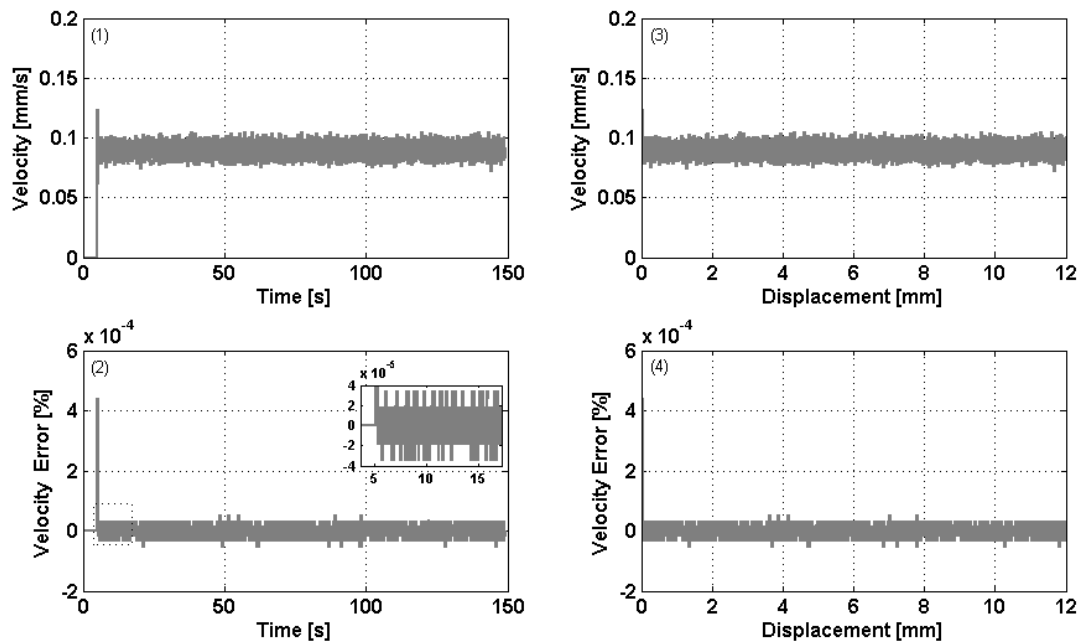 (1)
0.2
0.15
0.1
0.05
0
Velocity [mm/s]
0 50 100 150
Time [s]
(3)
0.2
0.15
0.1
0.05
0
Velocity [mm/s]
0 2 4 6 8 10 12
Displacement [mm]
x 10⁻⁴
(2)
6
4
2
0
-2
Velocity Error [%]
x 10⁻⁵
4
2
0
-2
-4
5 10 15
0 50 100 150
Time [s]
x 10⁻⁴
(4)
6
4
2
0
-2
Velocity Error [%]
0 2 4 6 8 10 12
Displacement [mm]